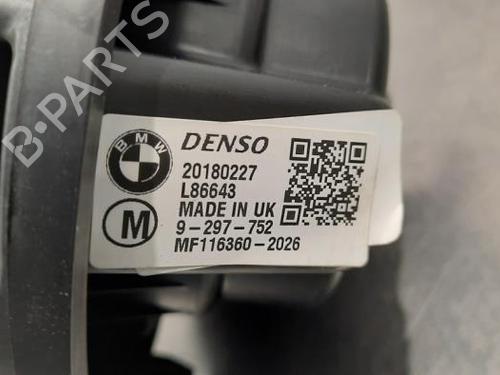 B-PARTS
BMW
DENSO
20180227
L86643
M
MADE IN UK
9-297-752
MF116360-2026